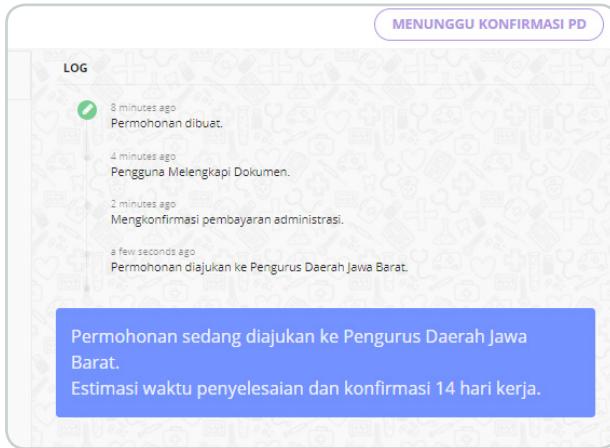 MENUNGGU KONFIRMASI PD
LOG
8 minutes ago
Permohonan dibuat.
4 minutes ago
Pengguna Melengkapi Dokumen.
2 minutes ago
Mengkonfirmasi pembayaran administrasi.
a few seconds ago
Permohonan diajukan ke Pengurus Daerah Jawa Barat.
Permohonan sedang diajukan ke Pengurus Daerah Jawa
Barat.
Estimasi waktu penyelesaian dan konfirmasi 14 hari kerja.